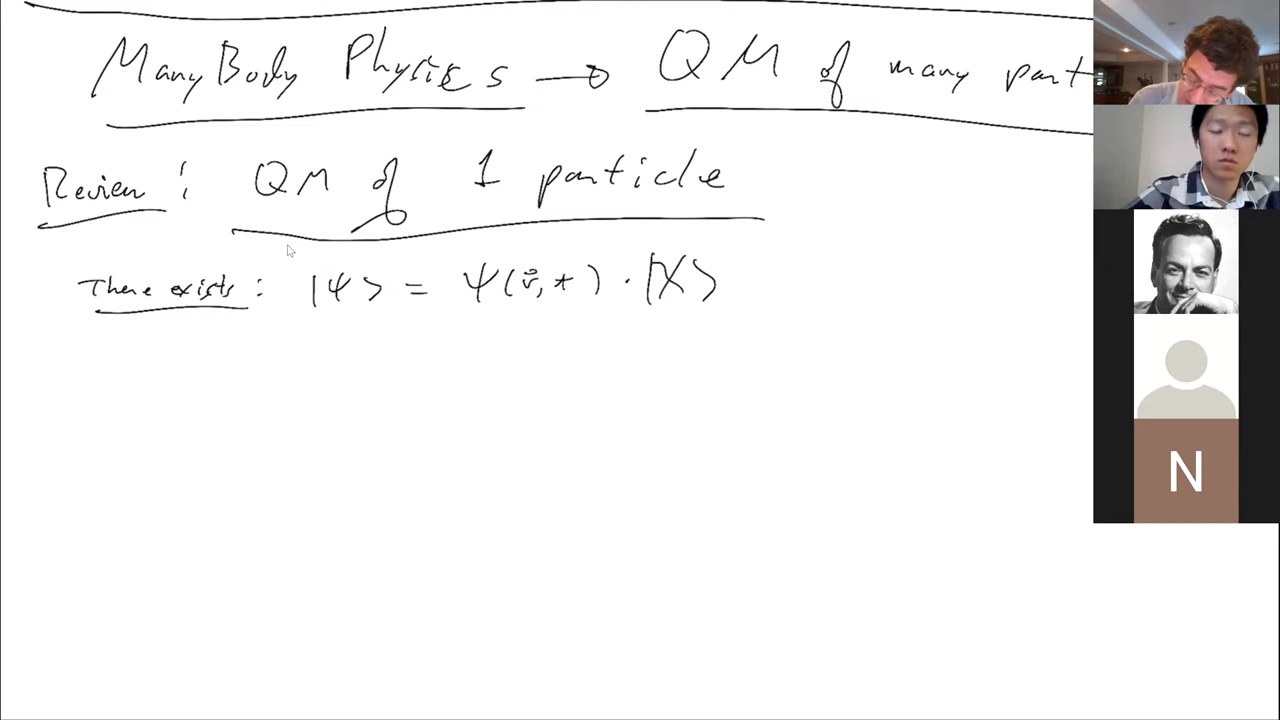 Many Body Physics → QM of many part
Review: QM of 1 particle
There exists: |ψ> = ψ(r⃗,t) · |χ>
N